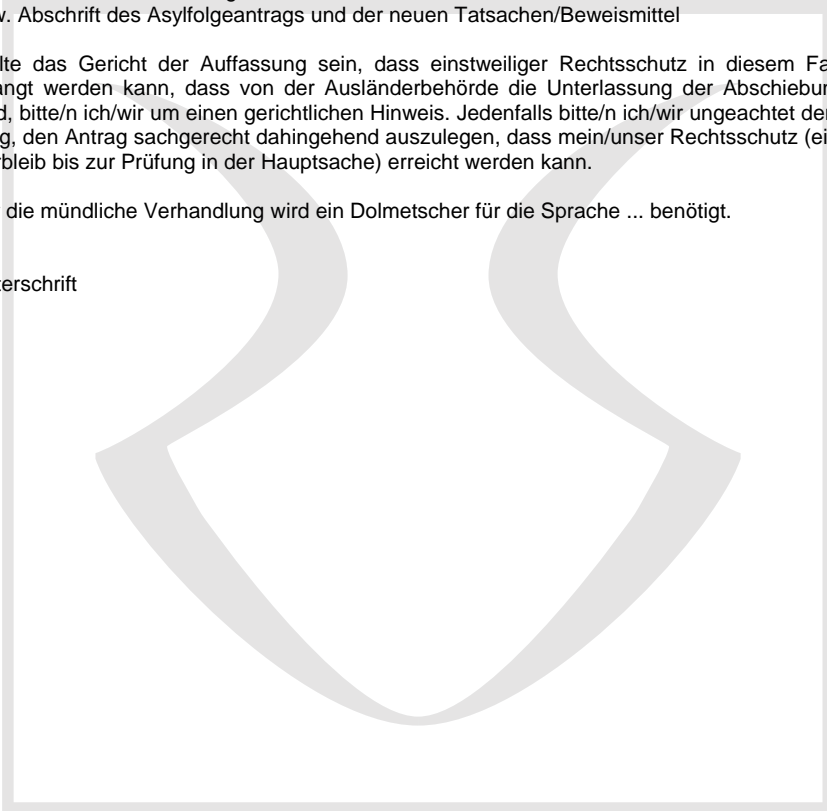 w. Abschrift des Asylfolgeantrags und der neuen Tatsachen/Beweismittel
lte das Gericht der Auffassung sein, dass einstweiliger Rechtsschutz in diesem Fa
angt werden kann, dass von der Ausländerbehörde die Unterlassung der Abschiebun
d, bitte/n ich/wir um einen gerichtlichen Hinweis. Jedenfalls bitte/n ich/wir ungeachtet der
g, den Antrag sachgerecht dahingehend auszulegen, dass mein/unser Rechtsschutz (ei
rbleib bis zur Prüfung in der Hauptsache) erreicht werden kann.
die mündliche Verhandlung wird ein Dolmetscher für die Sprache ... benötigt.
terschrift